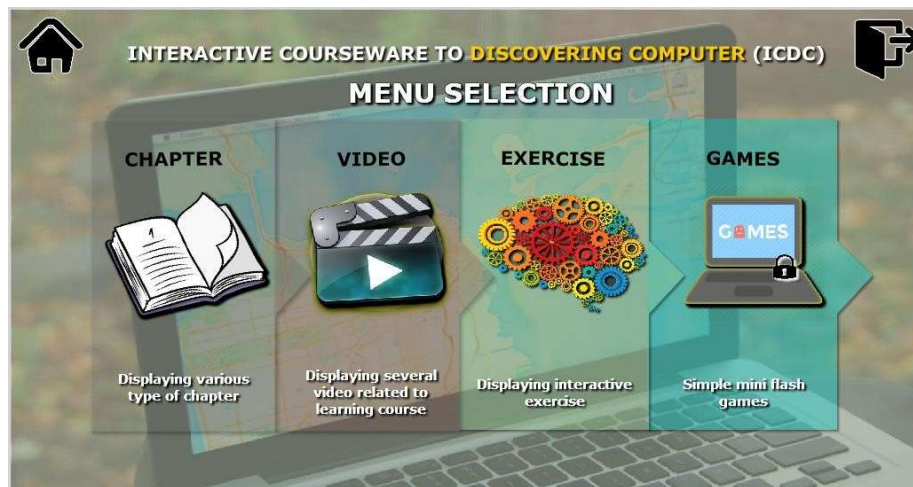 INTERACTIVE COURSEWARE TO DISCOVERING COMPUTER (ICDC)
MENU SELECTION
CHAPTER
1
Displaying various
type of chapter
VIDEO
Displaying several
video related to
learning course
EXERCISE
Displaying interactive
exercise
GAMES
GAMES
Simple mini flash
games